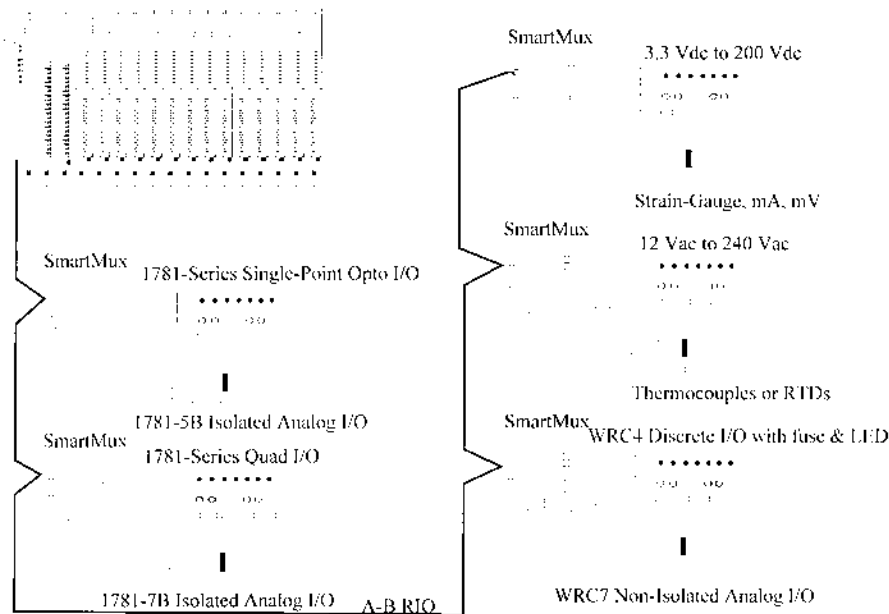 SmartMux
1781-Series Single-Point Opto I/O
1781-5B Isolated Analog I/O
SmartMux
1781-Series Quad I/O
1781-7B Isolated Analog I/O
A-B RIO
SmartMux
3.3 Vdc to 200 Vdc
Strain-Gauge, mA, mV
SmartMux
12 Vac to 240 Vac
Thermocouples or RTDs
SmartMux
WRC4 Discrete I/O with fuse & LED
WRC7 Non-Isolated Analog I/O